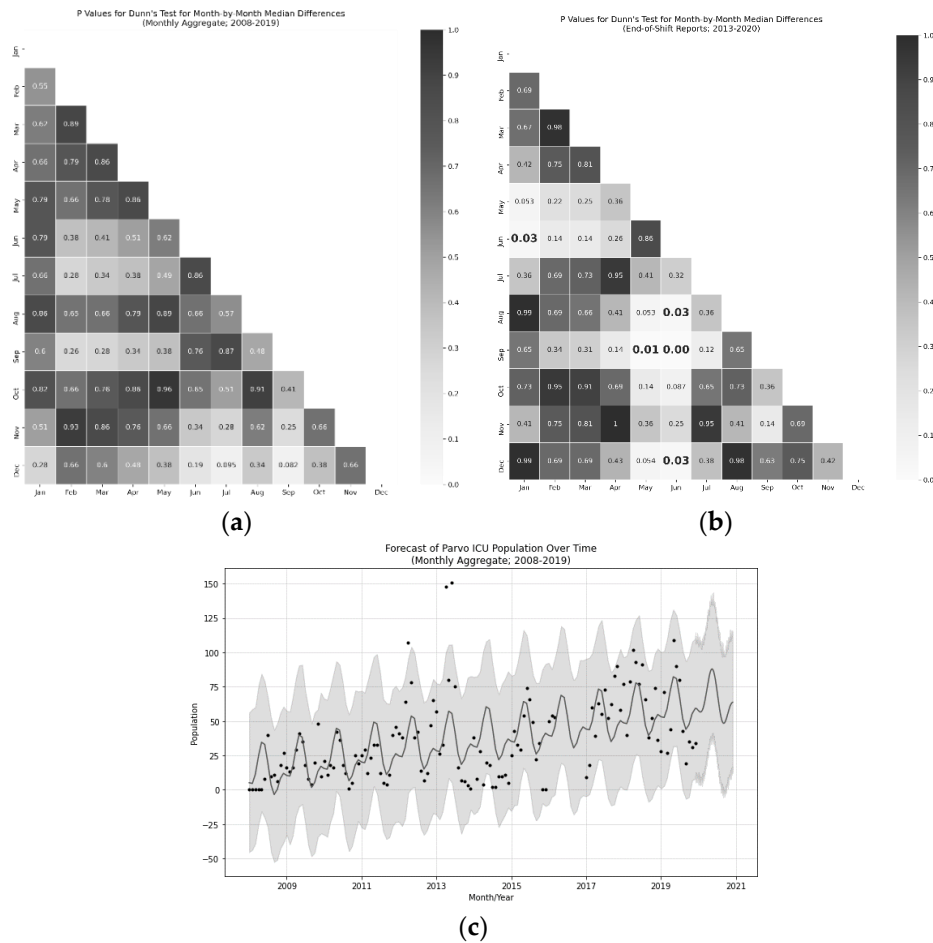 P Values for Dunn's Test for Month-by-Month Median Differences
(Monthly Aggregate; 2008-2019)
Jan
Feb 0.55
Mar 0.67 0.89
Apr 0.66 0.79 0.86
May 0.79 0.66 0.78 0.86
Jun 0.79 0.38 0.41 0.51 0.62
Jul 0.66 0.28 0.34 0.38 0.49 0.86
Aug 0.86 0.65 0.66 0.79 0.89 0.66 0.57
Sep 0.6 0.26 0.28 0.34 0.38 0.76 0.87 0.48
Oct 0.82 0.66 0.76 0.86 0.96 0.65 0.51 0.91 0.41
Nov 0.51 0.93 0.86 0.76 0.66 0.34 0.28 0.62 0.25 0.66
Dec 0.28 0.66 0.6 0.48 0.38 0.19 0.095 0.34 0.082 0.38 0.66
Jan Feb Mar Apr May Jun Jul Aug Sep Oct Nov Dec
1.0
0.9
0.8
0.7
0.6
0.5
0.4
0.3
0.2
0.1
0.0
(a)
P Values for Dunn's Test for Month-by-Month Median Differences
(End-of-Shift Reports; 2013-2020)
Jan
Feb 0.69
Mar 0.67 0.98
Apr 0.42 0.75 0.81
May 0.053 0.22 0.25 0.36
Jun 0.03 0.14 0.14 0.26 0.86
Jul 0.36 0.69 0.73 0.95 0.41 0.32
Aug 0.99 0.69 0.66 0.41 0.053 0.03 0.36
Sep 0.65 0.34 0.31 0.14 0.01 0.00 0.12 0.65
Oct 0.73 0.95 0.91 0.69 0.14 0.087 0.65 0.73 0.36
Nov 0.41 0.75 0.81 1 0.36 0.25 0.95 0.41 0.14 0.69
Dec 0.99 0.69 0.69 0.43 0.054 0.03 0.38 0.98 0.63 0.75 0.42
Jan Feb Mar Apr May Jun Jul Aug Sep Oct Nov Dec
1.0
0.9
0.8
0.7
0.6
0.5
0.4
0.3
0.2
0.1
0.0
(b)
Forecast of Parvo ICU Population Over Time
(Monthly Aggregate; 2008-2019)
Population
150
125
100
75
50
25
0
−25
−50
2009 2011 2013 2015 2017 2019 2021
Month/Year
(c)